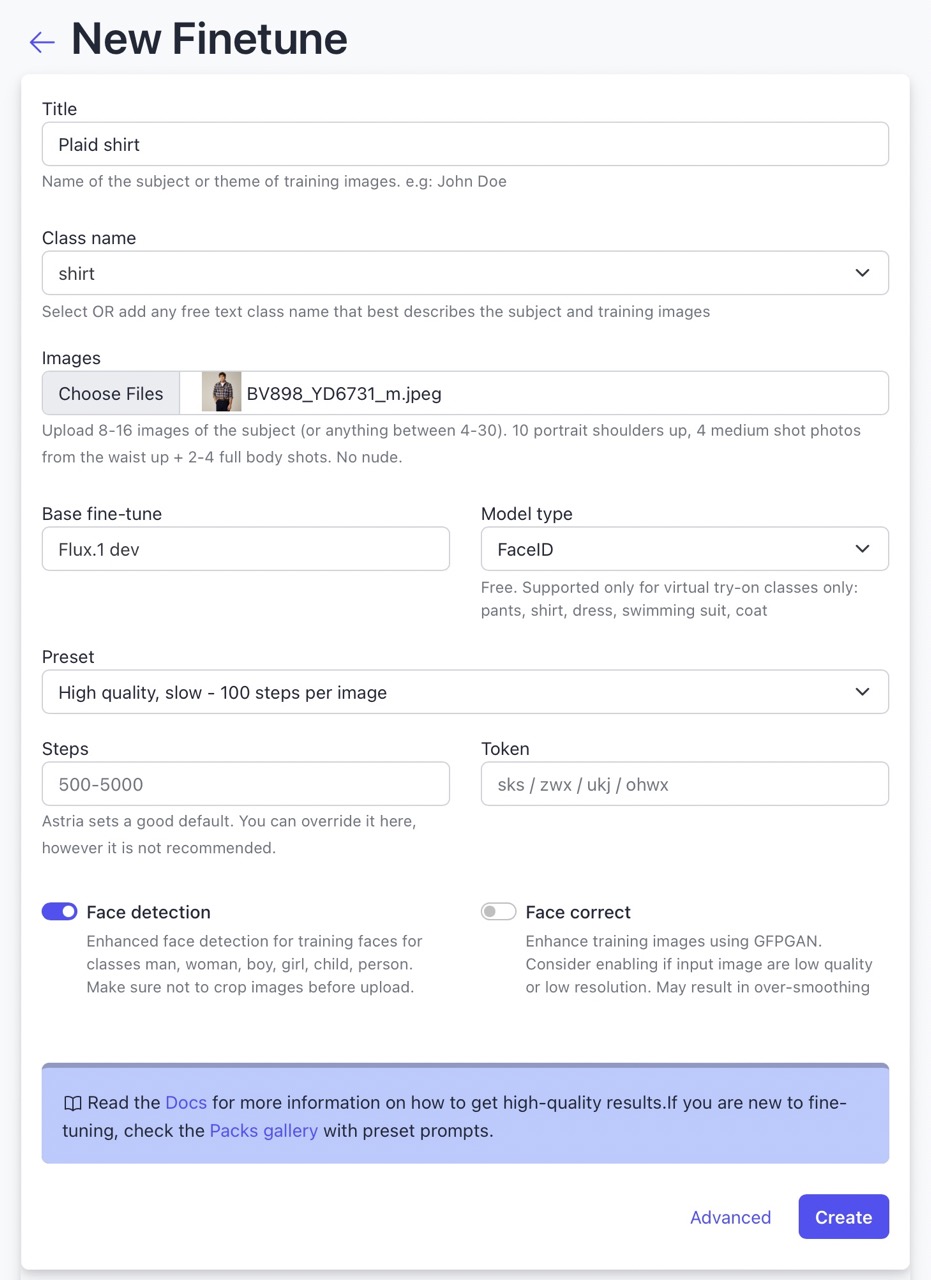 New Finetune
Title
Plaid shirt
Name of the subject or theme of training images. e.g: John Doe
Class name
shirt
Select OR add any free text class name that best describes the subject and training images
Images
Choose Files BV898_YD6731_m.jpeg
Upload 8-16 images of the subject (or anything between 4-30). 10 portrait shoulders up, 4 medium shot photos
from the waist up + 2-4 full body shots. No nude.
Base fine-tune
Flux.1 dev
Model type
FaceID
Free. Supported only for virtual try-on classes only:
pants, shirt, dress, swimming suit, coat
Preset
High quality, slow - 100 steps per image
Steps
500-5000
Astria sets a good default. You can override it here,
however it is not recommended.
Token
sks / zwx / ukj / ohwx
Face detection
Enhanced face detection for training faces for
classes man, woman, boy, girl, child, person.
Make sure not to crop images before upload.
Face correct
Enhance training images using GFPGAN.
Consider enabling if input image are low quality
or low resolution. May result in over-smoothing
Read the Docs for more information on how to get high-quality results.If you are new to fine-
tuning, check the Packs gallery with preset prompts.
Advanced
Create